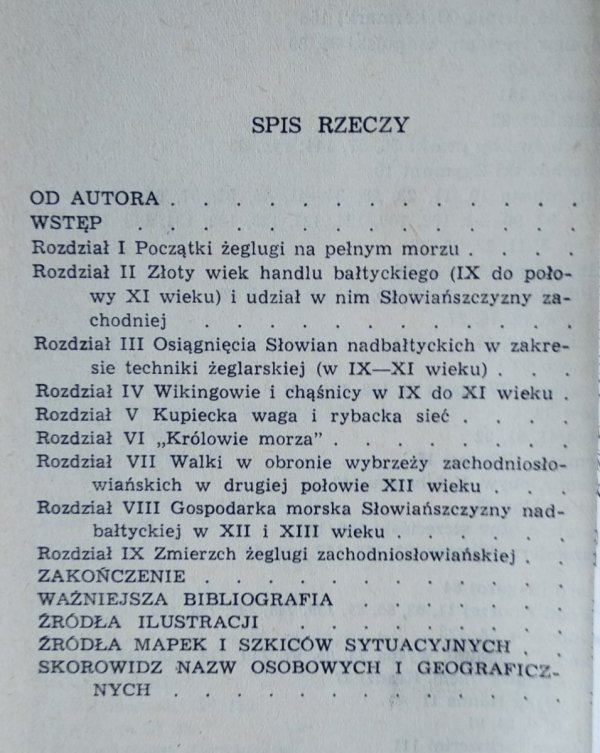 SPIS RZECZY
OD AUTORA . . . . . . . . . . . . .
WSTĘP . . . . . . . . . . . . . . .
Rozdział I Początki żeglugi na pełnym morzu . . . .
Rozdział II Złoty wiek handlu bałtyckiego (IX do poło-
wy XI wieku) i udział w nim Słowiańszczyzny za-
chodniej . . . . . . . . . . . .
Rozdział III Osiągnięcia Słowian nadbałtyckich w zakre-
sie techniki żeglarskiej (w IX—XI wieku) . . .
Rozdział IV Wikingowie i chąśnicy w IX do XI wieku .
Rozdział V Kupiecka waga i rybacka sieć . . . .
Rozdział VI „Królowie morza” . . . . . . . .
Rozdział VII Walki w obronie wybrzeży zachodniosło-
wiańskich w drugiej połowie XII wieku . . .
Rozdział VIII Gospodarka morska Słowiańszczyzny nad-
bałtyckiej w XII i XIII wieku . . . . . .
Rozdział IX Zmierzch żeglugi zachodniosłowiańskiej . .
ZAKOŃCZENIE . . . . . . . . . . . .
WAŻNIEJSZA BIBLIOGRAFIA
ŹRÓDŁA ILUSTRACJI . . . . . . . . . .
ŹRÓDŁA MAPEK I SZKICÓW SYTUACYJNYCH . . .
SKOROWIDZ NAZW OSOBOWYCH I GEOGRAFICZ-
NYCH . . . . . . . . . . . . .